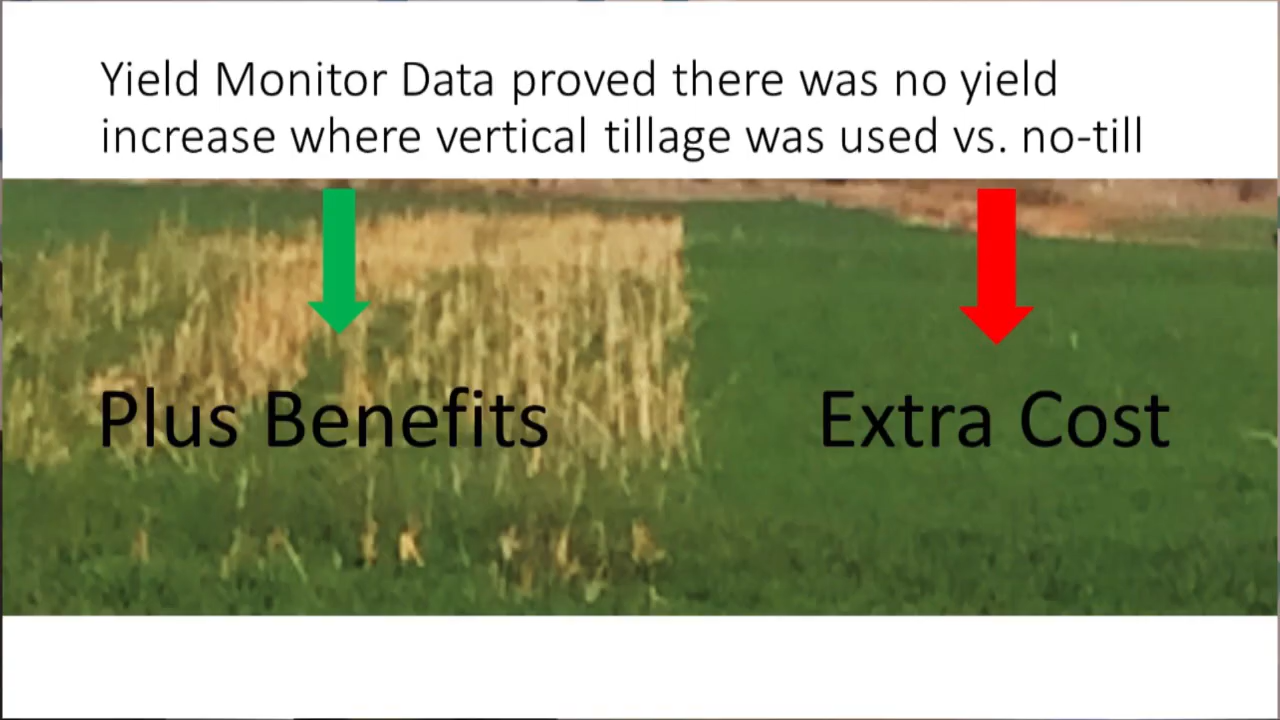 Yield Monitor Data proved there was no yield
increase where vertical tillage was used vs. no-till
Plus Benefits
Extra Cost